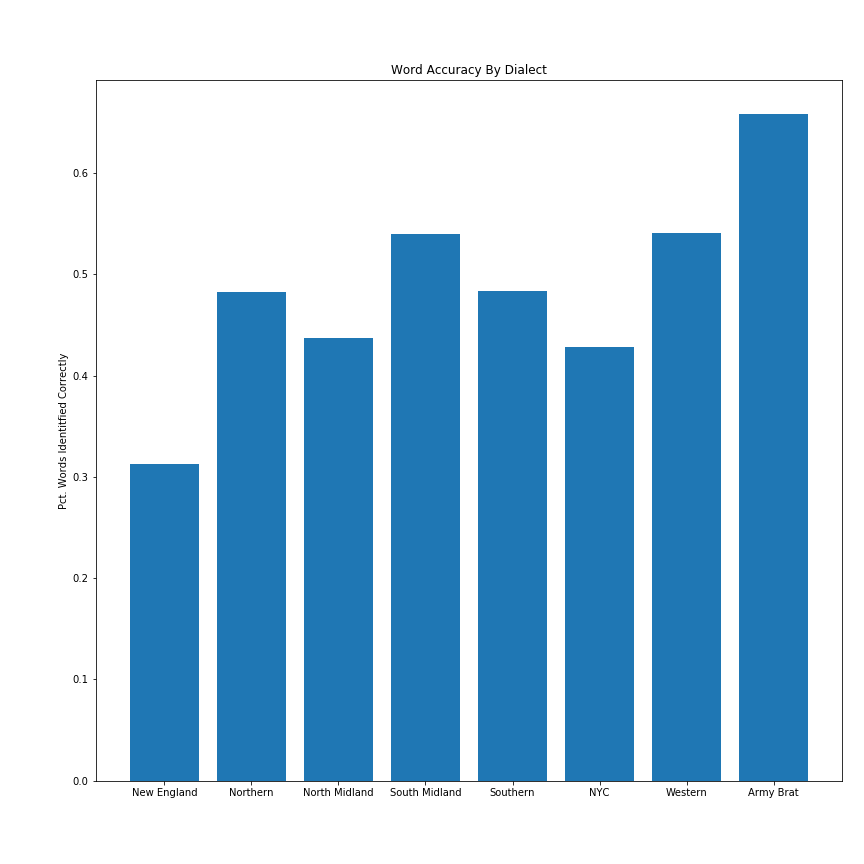 Word Accuracy By Dialect
Pct. Words Identitfied Correctly
0.6
0.5
0.4
0.3
0.2
0.1
0.0
New England Northern North Midland South Midland Southern NYC Western Army Brat